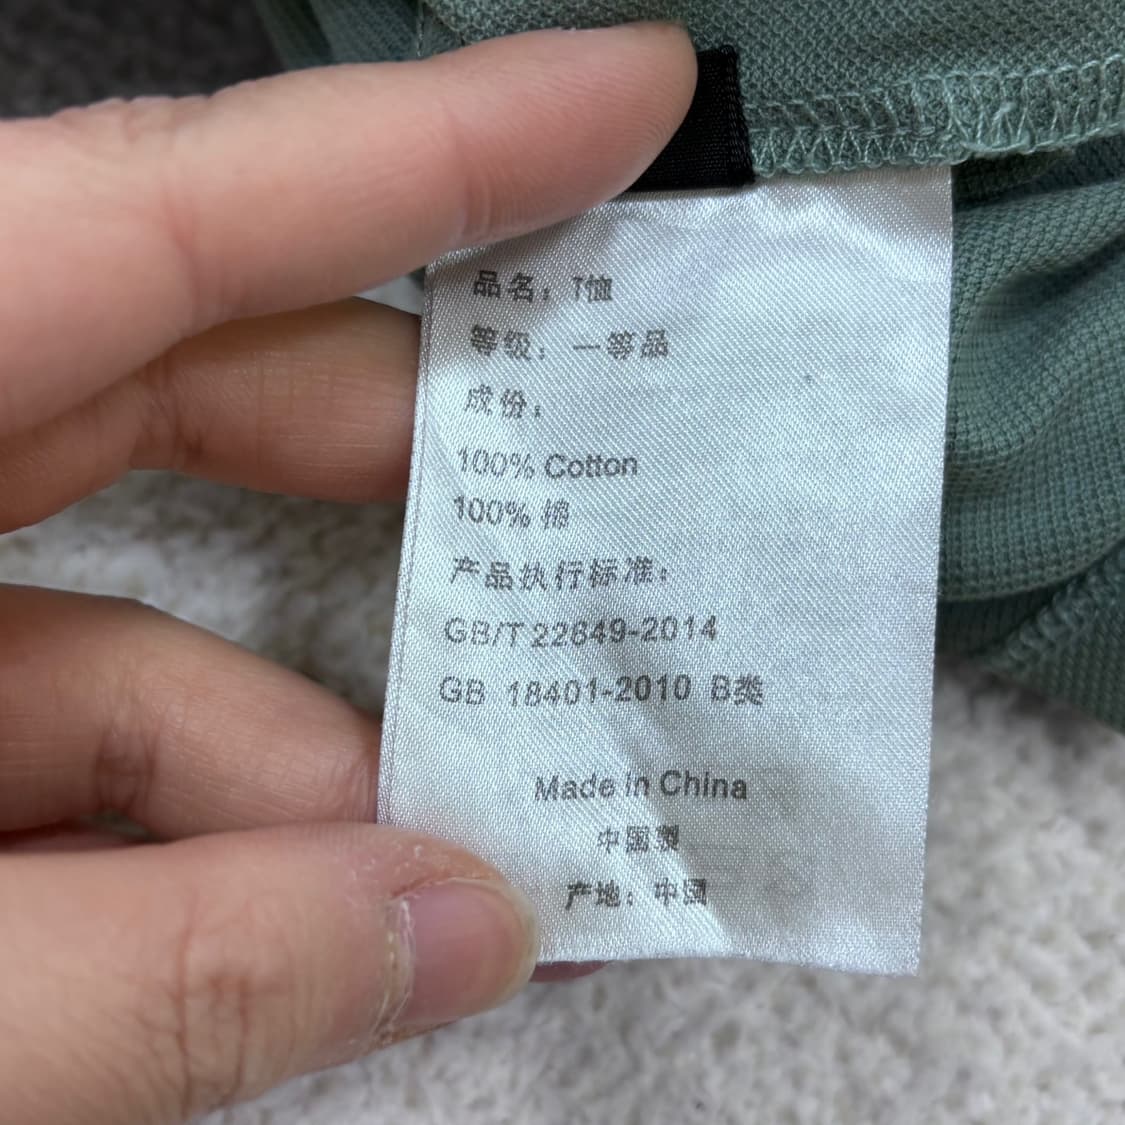 品名：T恤
等级：一等品
成份：
100% Cotton
100% 棉
产品执行标准：
GB/T 22849-2014
GB 18401-2010 B类
Made in China
中国製
产地：中國